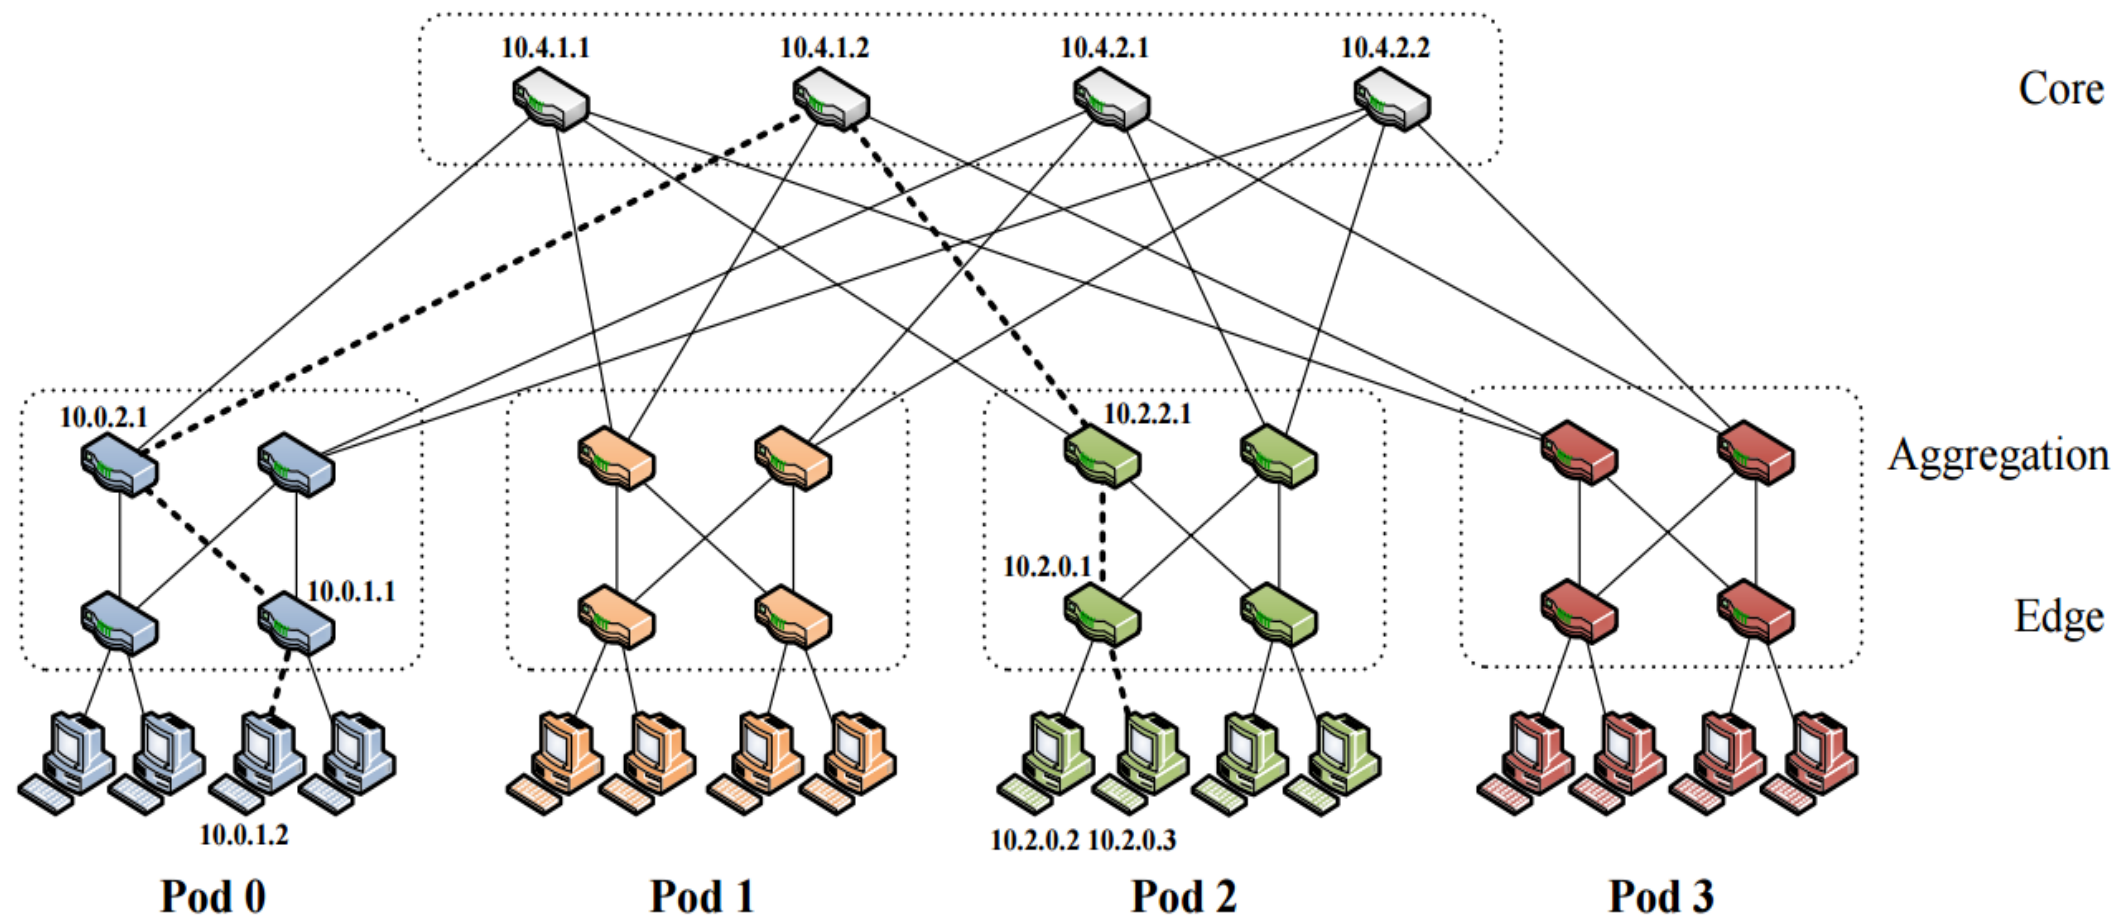 10.4.1.1
10.4.1.2
10.4.2.1
10.4.2.2
Core
10.0.2.1
10.2.2.1
Aggregation
10.2.0.1
10.0.1.1
Edge
10.0.1.2
10.2.0.2 10.2.0.3
Pod 0
Pod 1
Pod 2
Pod 3